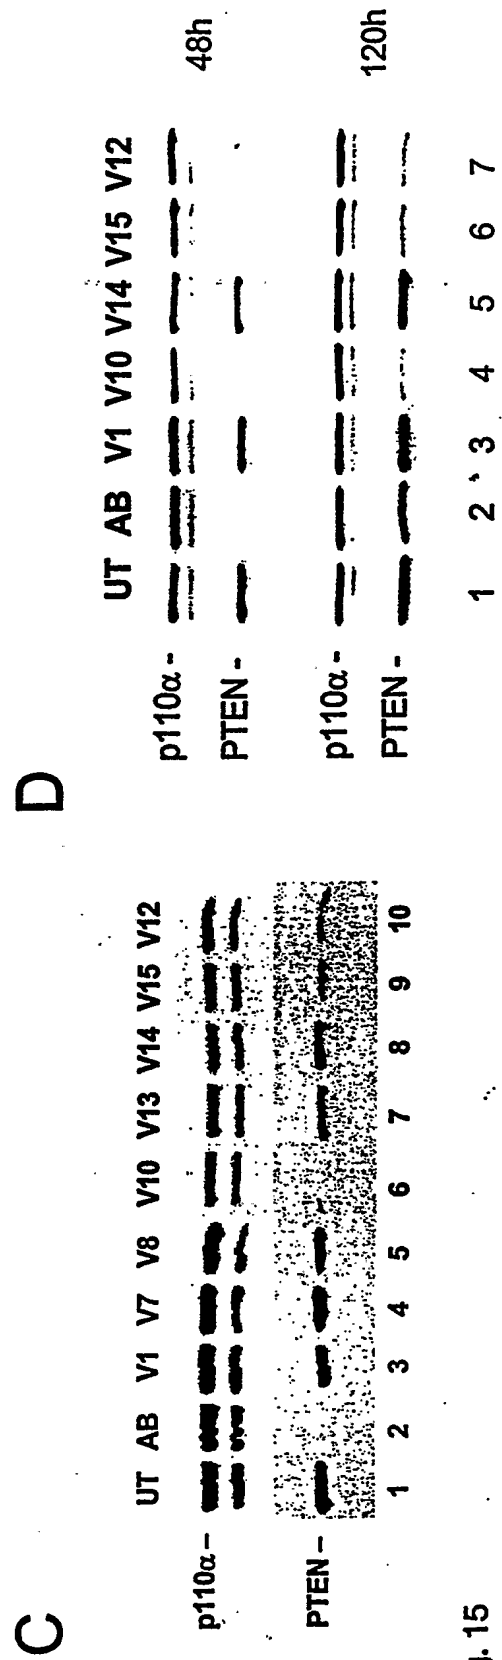 C
UT AB V1 V7 V8 V10 V13 V14 V15 V12
p110α –
PTEN –
1 2 3 4 5 6 7 8 9 10
D
UT AB V1 V10 V14 V15 V12
p110α -
PTEN -
48h
p110α -
PTEN -
120h
1 2 3 4 5 6 7
. 15